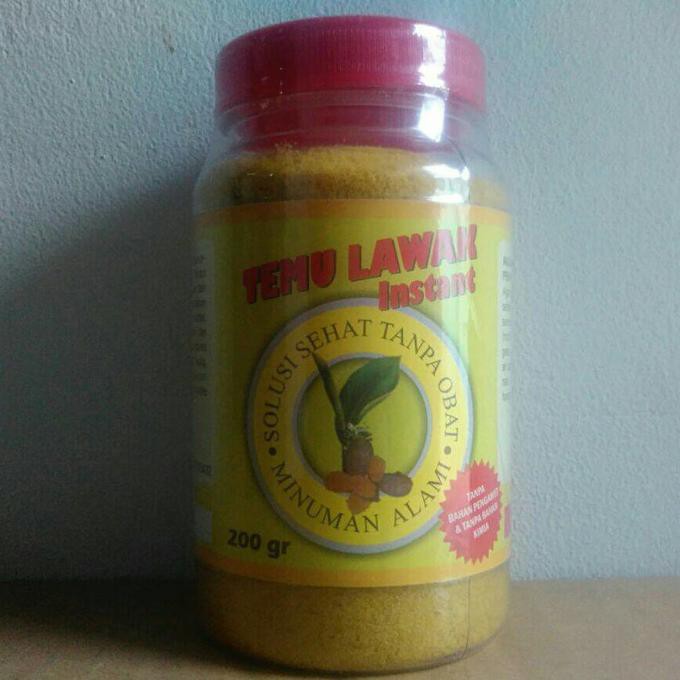 TEMU LAWAK
Instant
SOLUSI SEHAT TANPA OBAT
• MINUMAN ALAMI •
200 gr
TANPA
BAHAN PENGAWET
& TANPA BAHAN
KIMIA